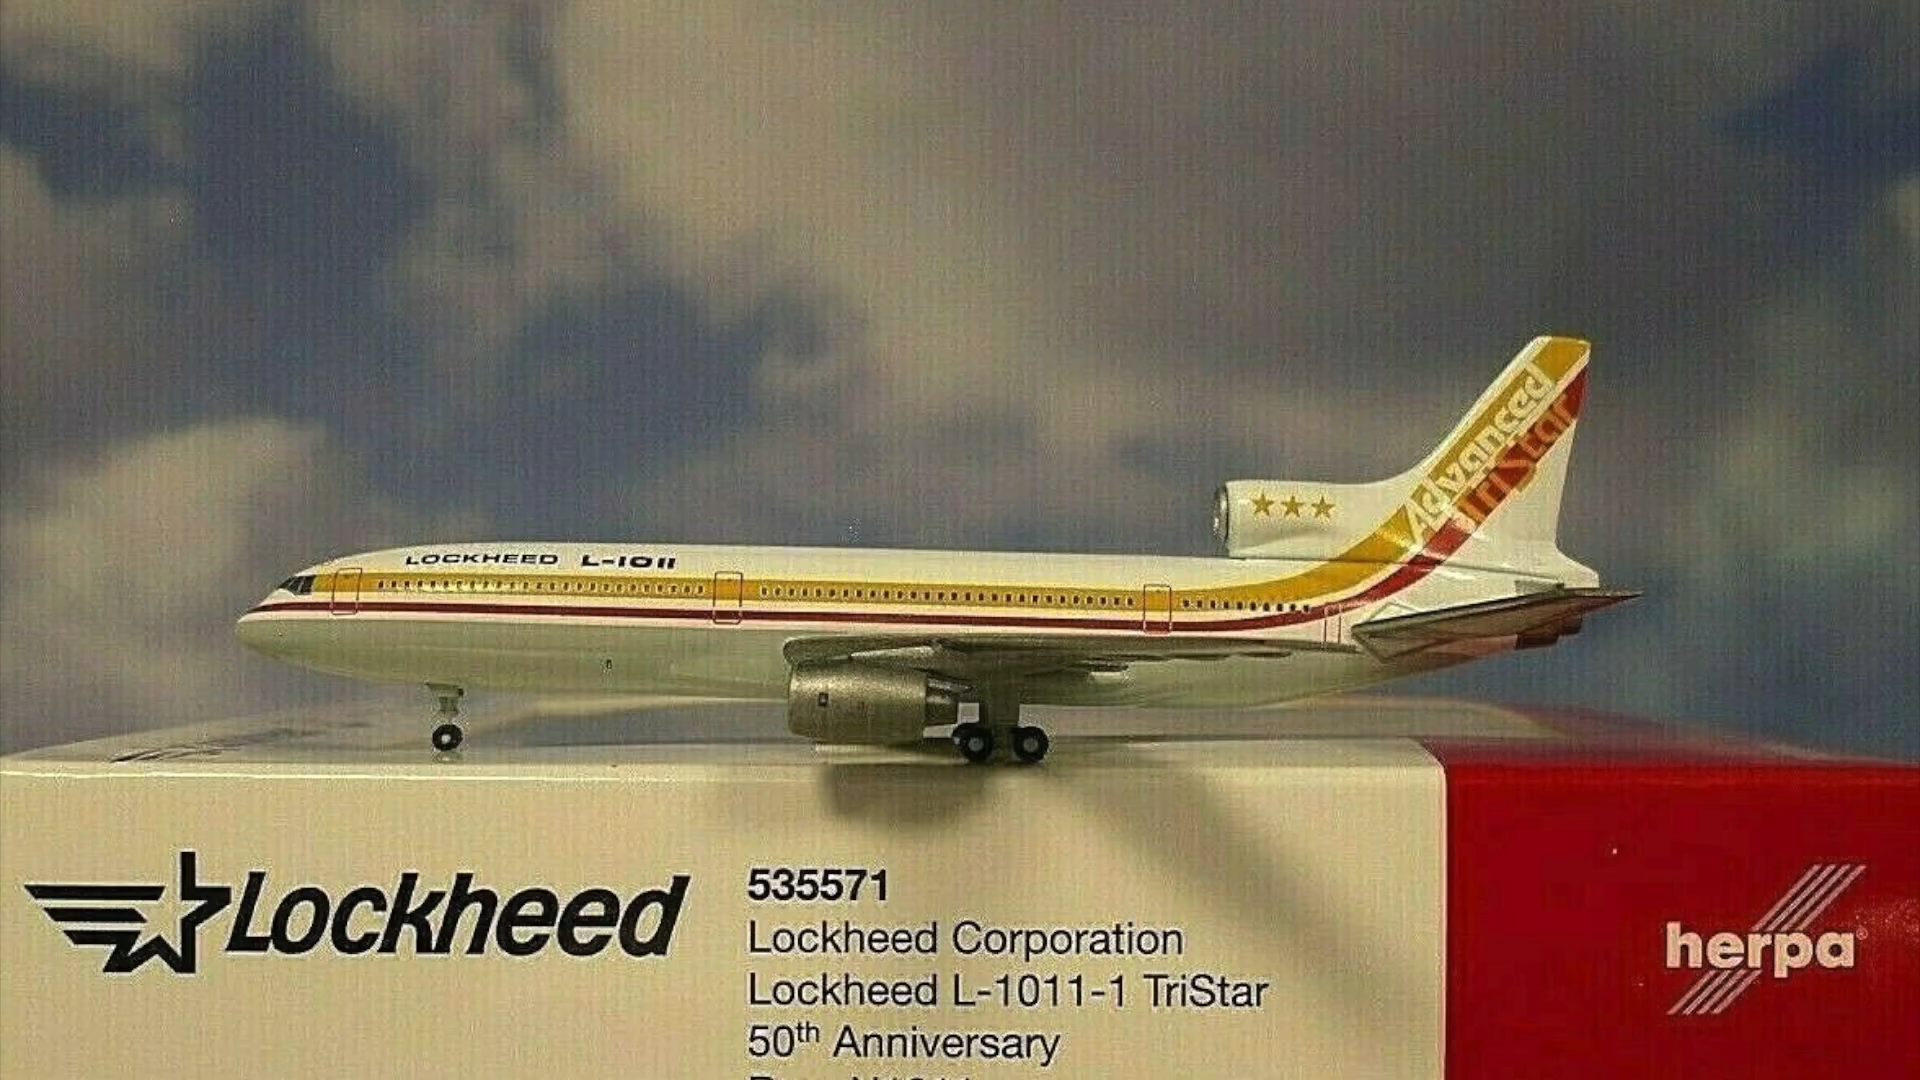 Advanced
TriStar
LOCKHEED L-1011
Lockheed
535571
Lockheed Corporation
Lockheed L-1011-1 TriStar
50th Anniversary
herpa®